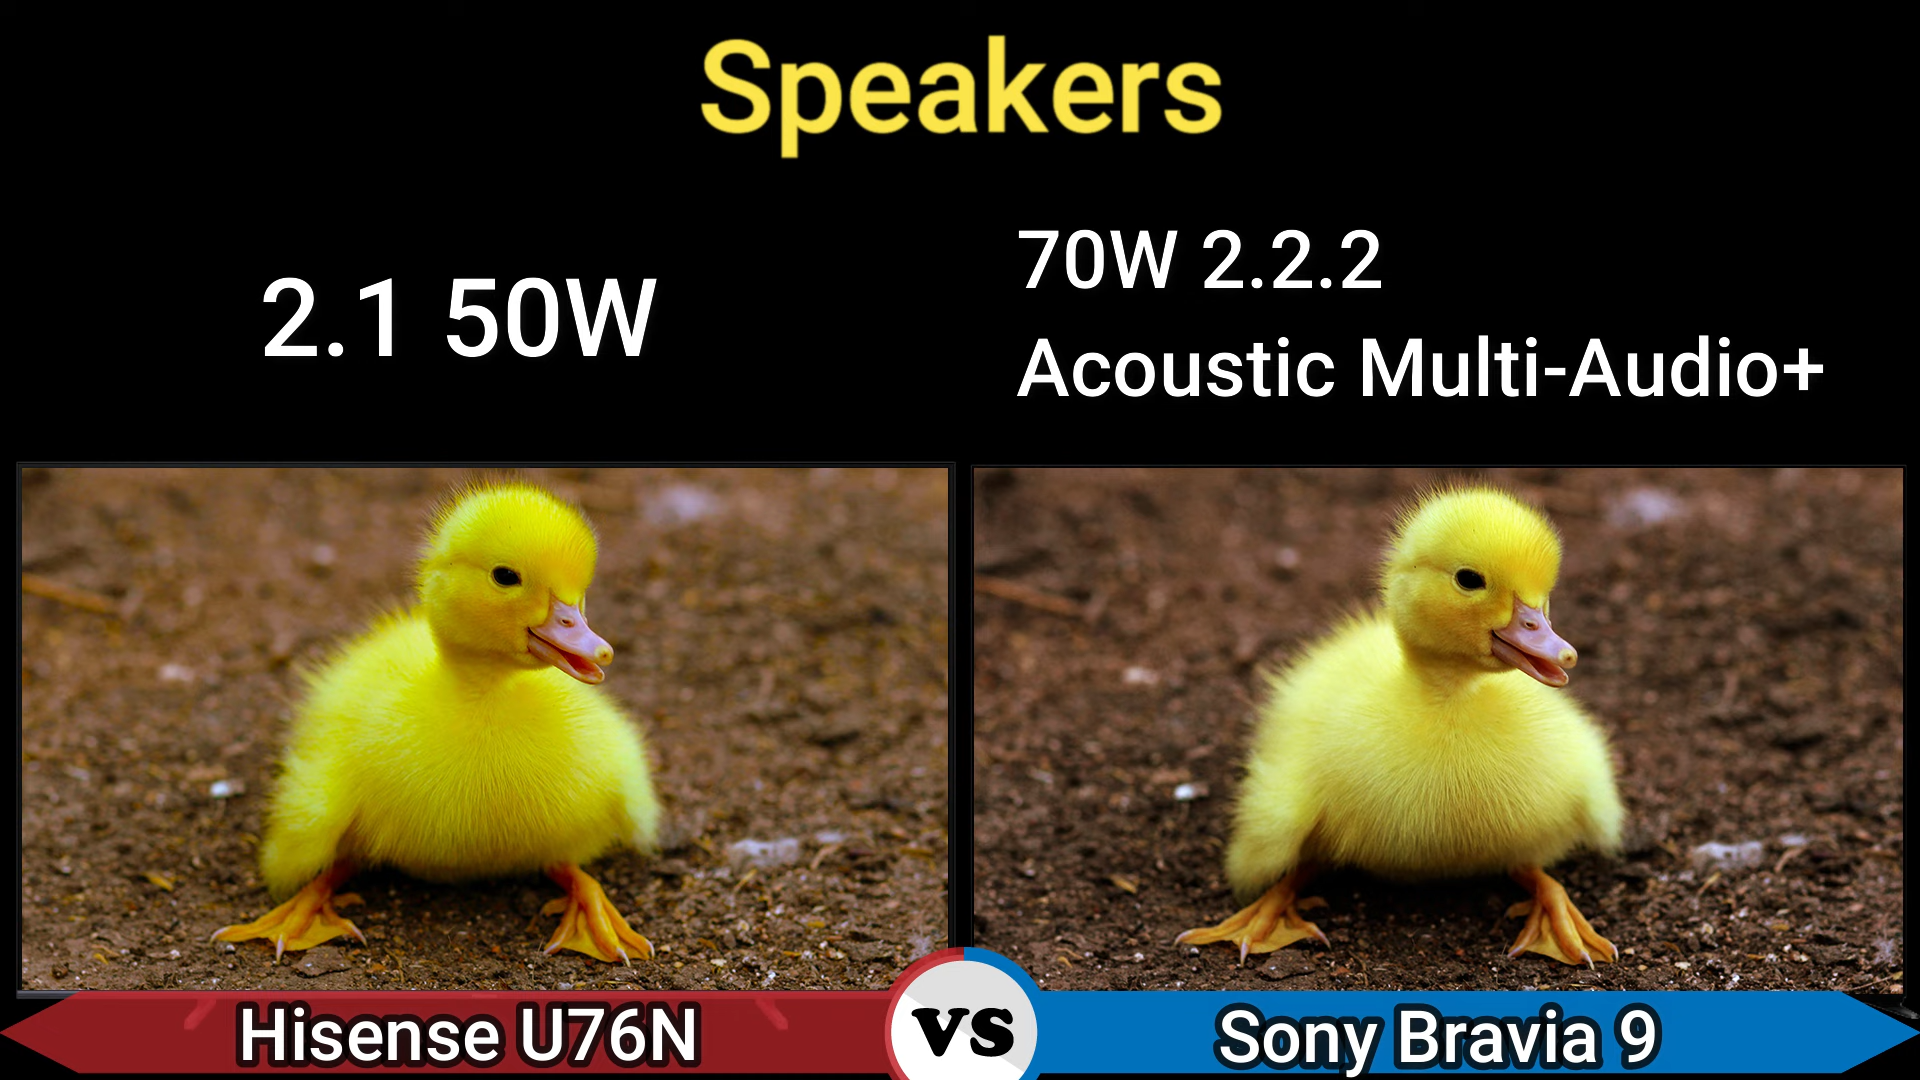 Speakers
2.1 50W
70W 2.2.2
Acoustic Multi-Audio+
Hisense U76N
VS
Sony Bravia 9